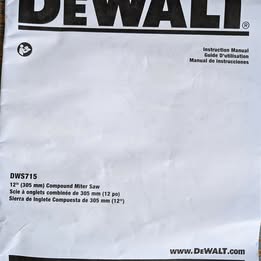 DEWALT®
Instruction Manual
Guide D'utilisation
Manual de instrucciones
DWS715
12" (305 mm) Compound Miter Saw
Scie à onglets combinée de 305 mm (12 po)
Sierra de Inglete Compuesta de 305 mm (12")
www.DEWALT.com